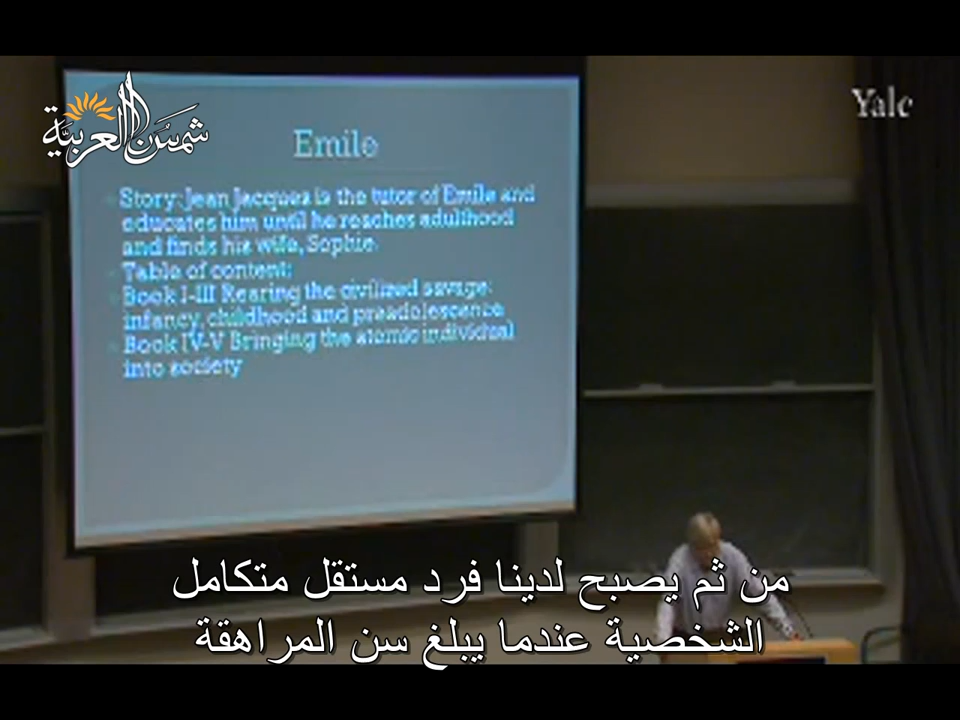 شمس العربية
Yale
Emile
Story: Jean Jacques is the tutor of Emile and
educates him until he reaches adulthood
and finds his wife, Sophie.
Table of content:
Book I-III Rearing the civilized savage:
infancy, childhood and preadolescence
Book IV-V Bringing the atomic individual
into society
من ثم يصبح لدينا فرد مستقل متكامل
الشخصية عندما يبلغ سن المراهقة